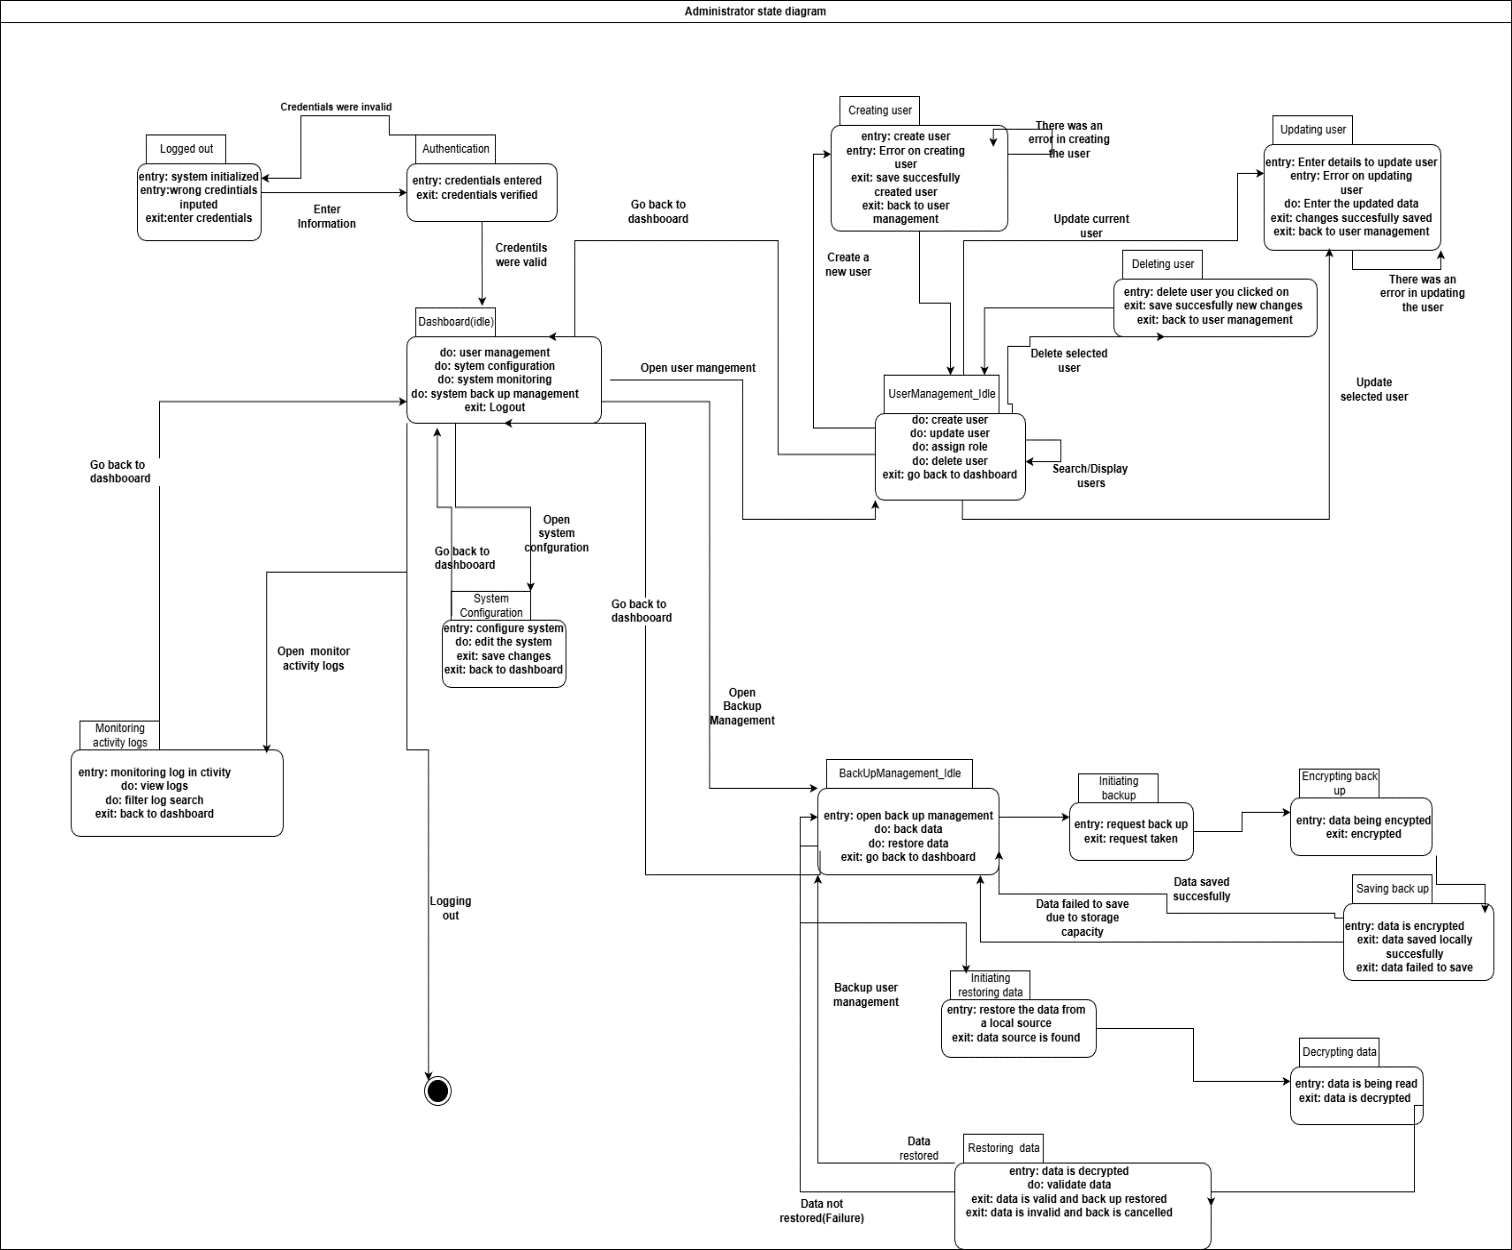 Administrator state diagram
Credentials were invalid
Logged out
entry: system initialized
entry:wrong credintials
inputed
exit:enter credentials
Enter
Information
Authentication
entry: credentials entered
exit: credentials verified
Credentils
were valid
Creating user
entry: create user
entry: Error on creating
user
exit: save succesfully
created user
exit: back to user
management
There was an
error in creating
the user
Updating user
entry: Enter details to update user
entry: Error on updating
user
do: Enter the updated data
exit: changes succesfully saved
exit: back to user management
There was an
error in updating
the user
Go back to
dashbooard
Create a
new user
Update current
user
Deleting user
entry: delete user you clicked on
exit: save succesfully new changes
exit: back to user management
Delete selected
user
Dashboard(idle)
do: user management
do: sytem configuration
do: system monitoring
do: system back up management
exit: Logout
Open user mangement
UserManagement_Idle
do: create user
do: update user
do: assign role
do: delete user
exit: go back to dashboard
Search/Display
users
Update
selected user
Go back to
dashbooard
Go back to
dashbooard
Open
system
confguration
System
Configuration
entry: configure system
do: edit the system
exit: save changes
exit: back to dashboard
Go back to
dashbooard
Open  monitor
activity logs
Monitoring
activity logs
entry: monitoring log in ctivity
do: view logs
do: filter log search
exit: back to dashboard
Open
Backup
Management
Logging
out
BackUpManagement_Idle
entry: open back up management
do: back data
do: restore data
exit: go back to dashboard
Initiating
backup
entry: request back up
exit: request taken
Encrypting back
up
entry: data being encypted
exit: encrypted
Saving back up
entry: data is encrypted
exit: data saved locally
succesfully
exit: data failed to save
Data saved
succesfully
Data failed to save
due to storage
capacity
Backup user
management
Initiating
restoring data
entry: restore the data from
a local source
exit: data source is found
Decrypting data
entry: data is being read
exit: data is decrypted
Data
restored
Restoring  data
entry: data is decrypted
do: validate data
exit: data is valid and back up restored
exit: data is invalid and back is cancelled
Data not
restored(Failure)